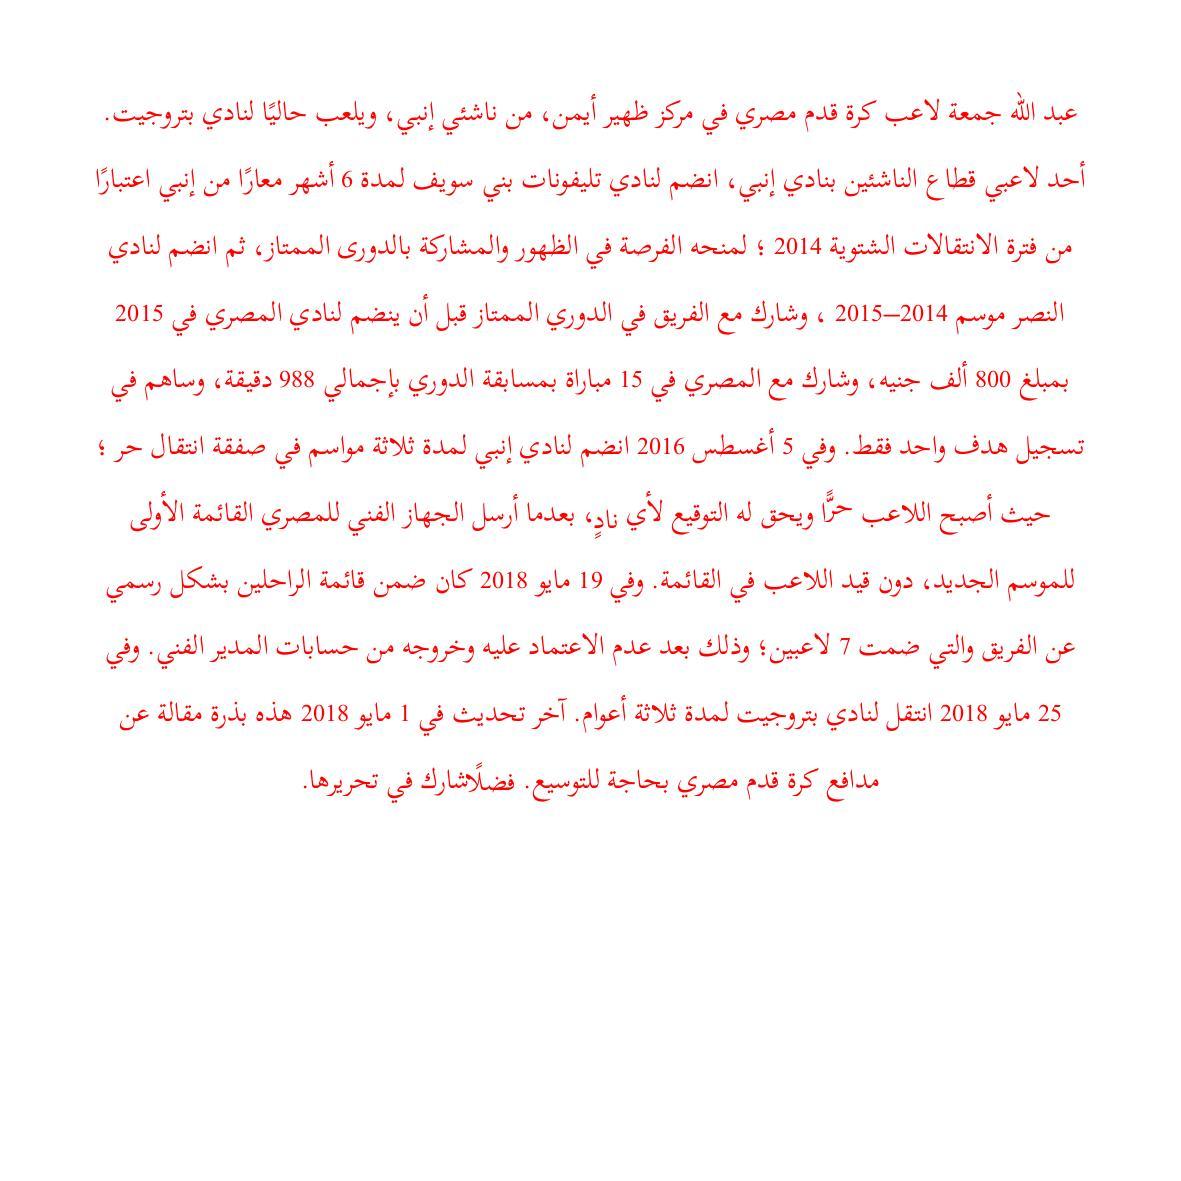 عبد الله جمعة لاعب كرة قدم مصري في مركز ظهير أيمن، من ناشئي إنبي، ويلعب حاليًا لنادي بتروجيت.
أحد لاعبي قطاع الناشئين بنادي إنبي، انضم لنادي تليفونات بني سويف لمدة 6 أشهر معارًا من إنبي اعتبارًا
من فترة الانتقالات الشتوية 2014 ؛ لمنحه الفرصة في الظهور والمشاركة بالدورى الممتاز، ثم انضم لنادي
النصر موسم 2014–2015 ، وشارك مع الفريق في الدوري الممتاز قبل أن ينضم لنادي المصري في 2015
بمبلغ 800 ألف جنيه، وشارك مع المصري في 15 مباراة بمسابقة الدوري بإجمالي 988 دقيقة، وساهم في
تسجيل هدف واحد فقط. وفي 5 أغسطس 2016 انضم لنادي إنبي لمدة ثلاثة مواسم في صفقة انتقال حر ؛
حيث أصبح اللاعب حرًّا ويحق له التوقيع لأي نادٍ، بعدما أرسل الجهاز الفني للمصري القائمة الأولى
للموسم الجديد، دون قيد اللاعب في القائمة. وفي 19 مايو 2018 كان ضمن قائمة الراحلين بشكل رسمي
عن الفريق والتي ضمت 7 لاعبين؛ وذلك بعد عدم الاعتماد عليه وخروجه من حسابات المدير الفني. وفي
25 مايو 2018 انتقل لنادي بتروجيت لمدة ثلاثة أعوام. آخر تحديث في 1 مايو 2018 هذه بذرة مقالة عن
مدافع كرة قدم مصري بحاجة للتوسيع. فضلًاشارك في تحريرها.